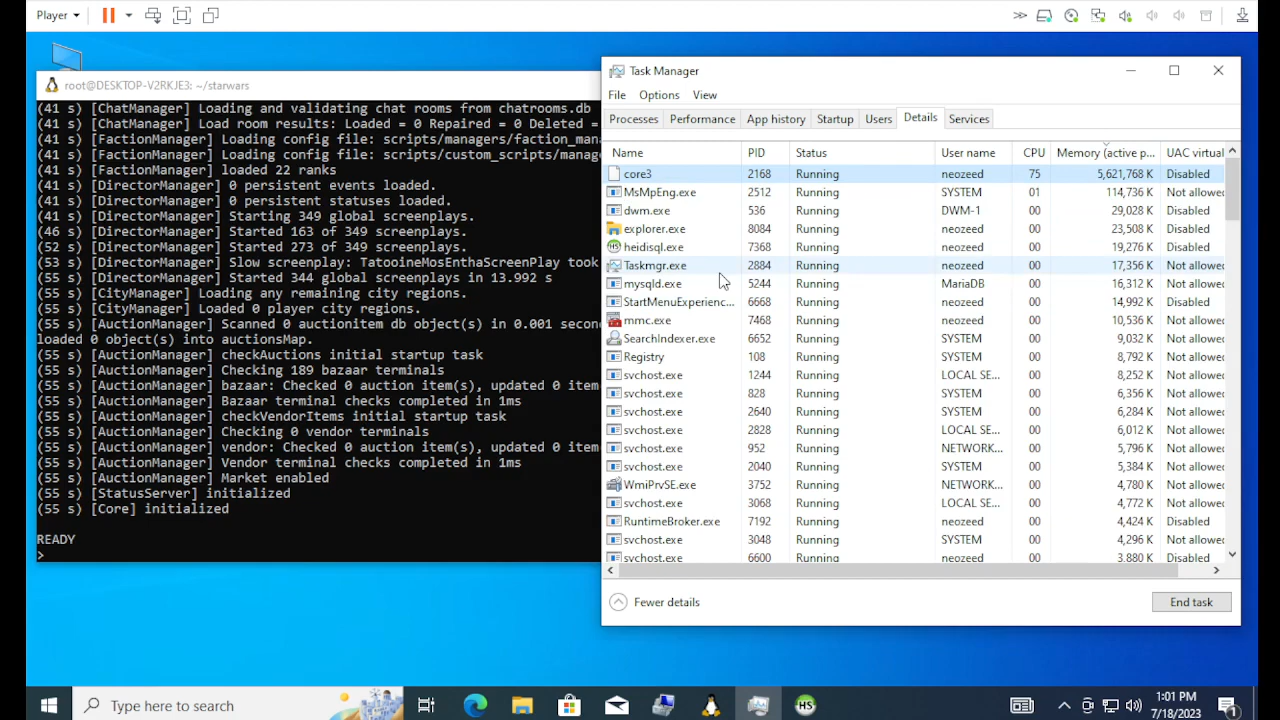 Player
root@DESKTOP-V2RKJE3: ~/starwars
(41 s) [ChatManager] Loading and validating chat rooms from chatrooms.db
(41 s) [ChatManager] Load room results: Loaded = 0 Repaired = 0 Deleted =
(41 s) [FactionManager] Loading config file: scripts/managers/faction_man
(41 s) [FactionManager] Loading config file: scripts/custom_scripts/manag
(41 s) [FactionManager] loaded 22 ranks
(41 s) [DirectorManager] 0 persistent events loaded.
(41 s) [DirectorManager] 0 persistent statuses loaded.
(41 s) [DirectorManager] Starting 349 global screenplays.
(46 s) [DirectorManager] Started 163 of 349 screenplays.
(52 s) [DirectorManager] Started 273 of 349 screenplays.
(53 s) [DirectorManager] Slow screenplay: TatooineMosEnthaScreenPlay took
(55 s) [DirectorManager] Started 344 global screenplays in 13.992 s
(55 s) [CityManager] Loading any remaining city regions.
(55 s) [CityManager] Loaded 0 player city regions.
(55 s) [AuctionManager] Scanned 0 auctionitem db object(s) in 0.001 secon
loaded 0 object(s) into auctionsMap.
(55 s) [AuctionManager] checkAuctions initial startup task
(55 s) [AuctionManager] Checking 189 bazaar terminals
(55 s) [AuctionManager] bazaar: Checked 0 auction item(s), updated 0 item
(55 s) [AuctionManager] Bazaar terminal checks completed in 1ms
(55 s) [AuctionManager] checkVendorItems initial startup task
(55 s) [AuctionManager] Checking 0 vendor terminals
(55 s) [AuctionManager] vendor: Checked 0 auction item(s), updated 0 item
(55 s) [AuctionManager] Vendor terminal checks completed in 1ms
(55 s) [AuctionManager] Market enabled
(55 s) [StatusServer] initialized
(55 s) [Core] initialized
READY
>
Task Manager
File Options View
Processes Performance App history Startup Users Details Services
Name PID Status User name CPU Memory (active p... UAC virtual
core3 2168 Running neozeed 75 5,621,768 K Disabled
MsMpEng.exe 2512 Running SYSTEM 01 114,736 K Not allowed
dwm.exe 536 Running DWM-1 00 29,028 K Disabled
explorer.exe 8084 Running neozeed 00 23,508 K Disabled
heidisql.exe 7368 Running neozeed 00 19,276 K Disabled
Taskmgr.exe 2884 Running neozeed 00 17,356 K Not allowed
mysqld.exe 5244 Running MariaDB 00 16,312 K Not allowed
StartMenuExperienc... 6668 Running neozeed 00 14,992 K Disabled
mmc.exe 7468 Running neozeed 00 10,536 K Not allowed
SearchIndexer.exe 6652 Running SYSTEM 00 9,032 K Not allowed
Registry 108 Running SYSTEM 00 8,792 K Not allowed
svchost.exe 1244 Running LOCAL SE... 00 8,252 K Not allowed
svchost.exe 828 Running SYSTEM 00 6,356 K Not allowed
svchost.exe 2640 Running SYSTEM 00 6,284 K Not allowed
svchost.exe 2828 Running LOCAL SE... 00 6,012 K Not allowed
svchost.exe 952 Running NETWORK... 00 5,796 K Not allowed
svchost.exe 2040 Running SYSTEM 00 5,384 K Not allowed
WmiPrvSE.exe 3752 Running NETWORK... 00 4,780 K Not allowed
svchost.exe 3068 Running LOCAL SE... 00 4,772 K Not allowed
RuntimeBroker.exe 7192 Running neozeed 00 4,424 K Disabled
svchost.exe 3048 Running SYSTEM 00 4,296 K Not allowed
svchost.exe 6600 Running neozeed 00 3,880 K Disabled
Fewer details End task
Type here to search
HS
1:01 PM
7/18/2023
1